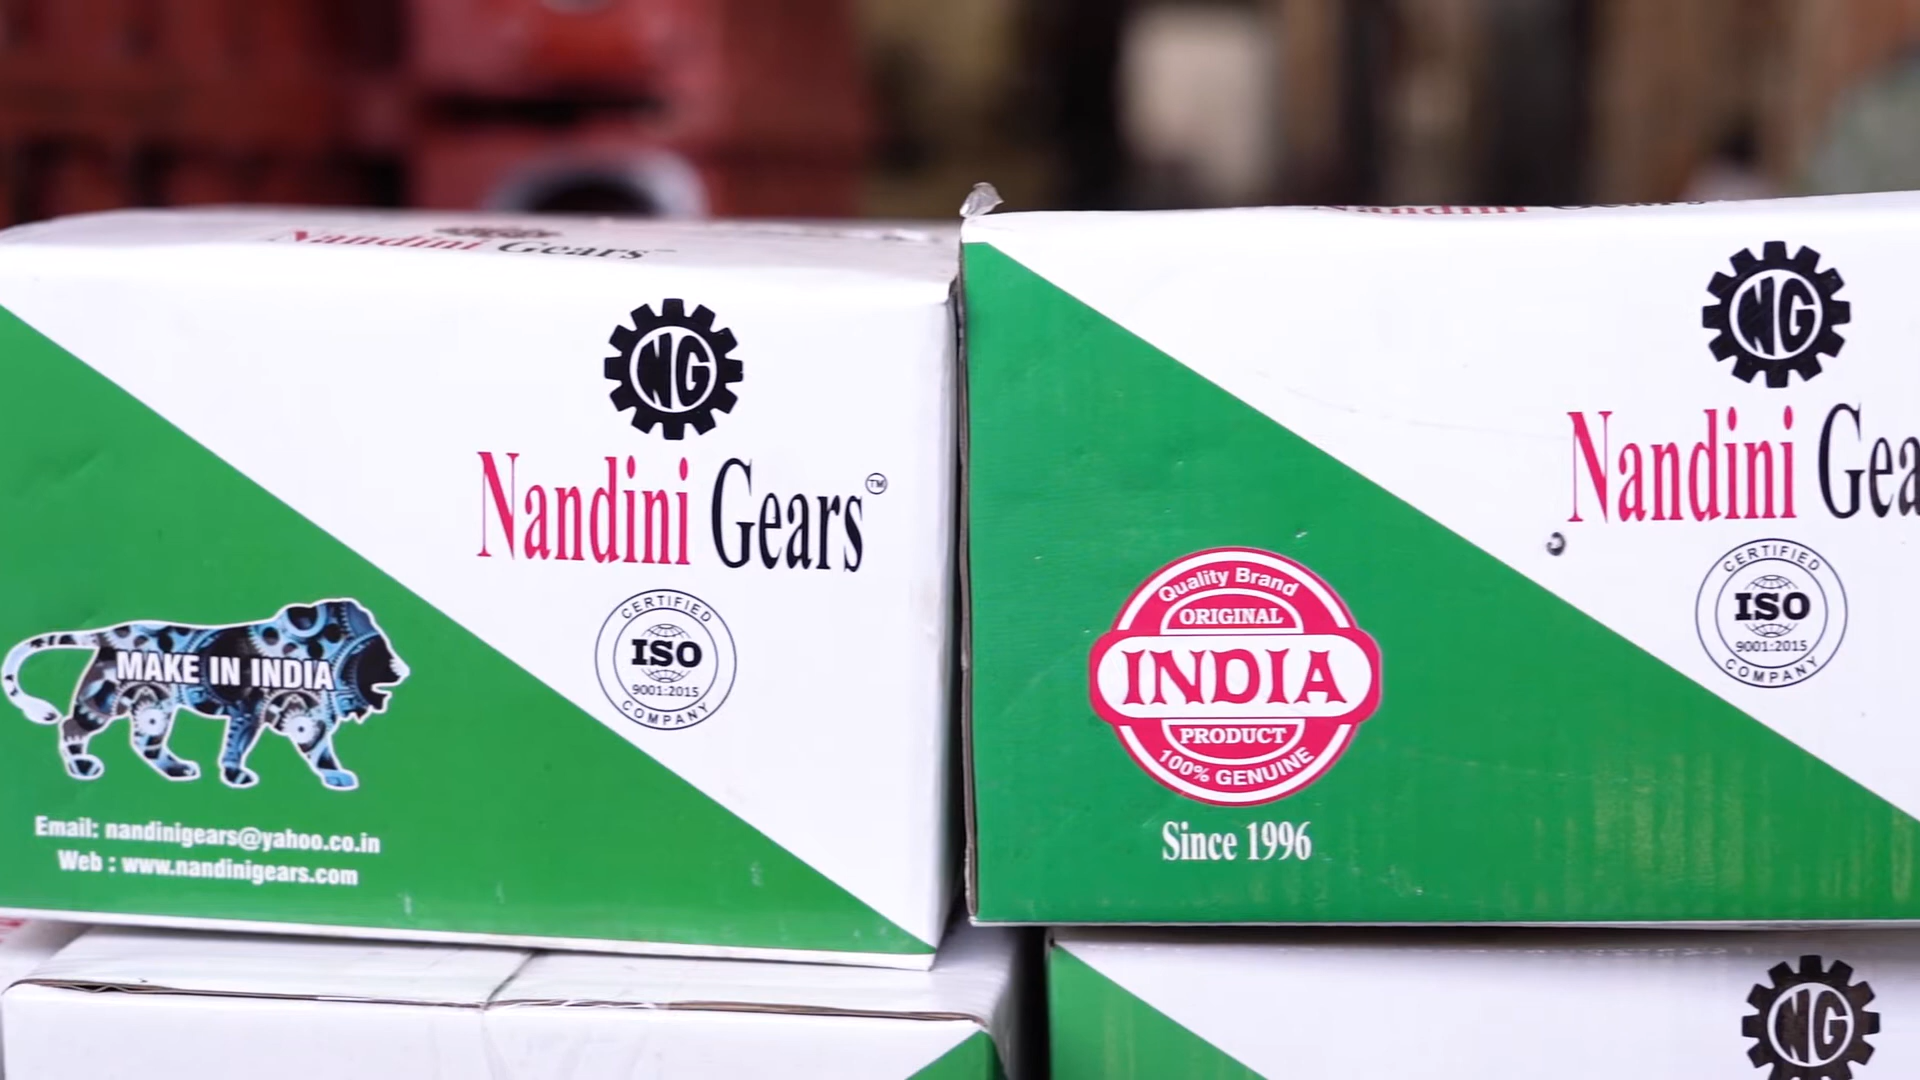 Nandini Gears
NG
Nandini Gears™
CERTIFIED
ISO
9001:2015
COMPANY
MAKE IN INDIA
Email: nandinigears@yahoo.co.in
Web : www.nandinigears.com
Nandini Gears
NG
Nandini Gea
CERTIFIED
ISO
9001:2015
COMPANY
Quality Brand
ORIGINAL
INDIA
PRODUCT
100% GENUINE
Since 1996
NG